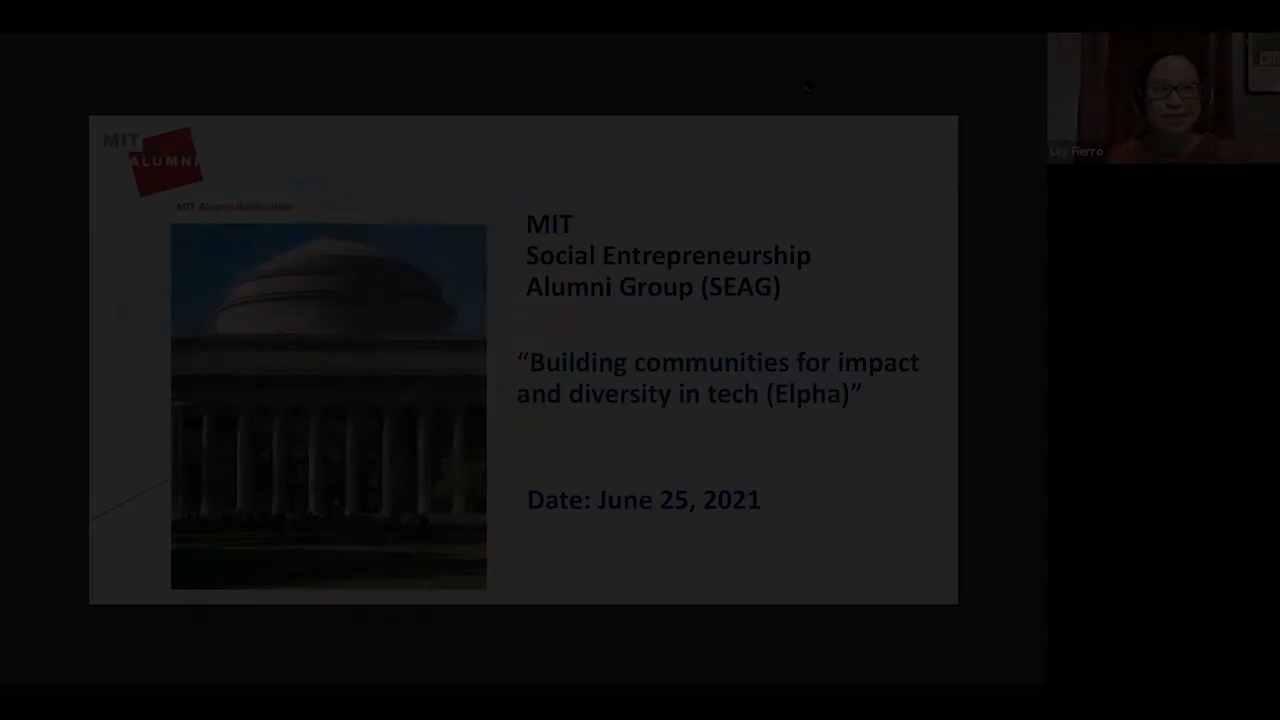 MIT
ALUMNI
MIT Alumni Association
MIT
Social Entrepreneurship
Alumni Group (SEAG)
“Building communities for impact
and diversity in tech (Elpha)”
Date: June 25, 2021
Lily Fierro